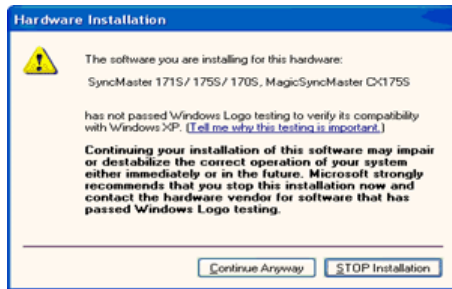 Hardware Installation
The software you are installing for this hardware:
SyncMaster 171S/ 175S/ 170S, MagicSyncMaster CX175S
has not passed Windows Logo testing to verify its compatibility
with Windows XP. (Tell me why this testing is important.)
Continuing your installation of this software may impair
or destabilize the correct operation of your system
either immediately or in the future. Microsoft strongly
recommends that you stop this installation now and
contact the hardware vendor for software that has
passed Windows Logo testing.
Continue Anyway
STOP Installation